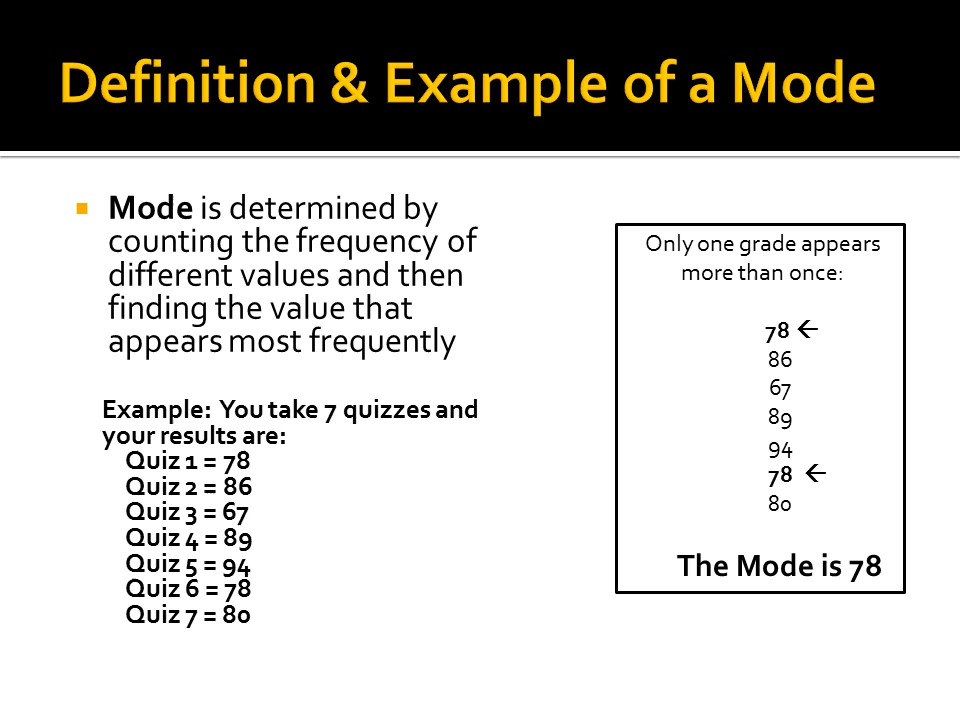 Definition & Example of a Mode
Mode is determined by
counting the frequency of
different values and then
finding the value that
appears most frequently
Example: You take 7 quizzes and
your results are:
Quiz 1 = 78
Quiz 2 = 86
Quiz 3 = 67
Quiz 4 = 89
Quiz 5 = 94
Quiz 6 = 78
Quiz 7 = 80
Only one grade appears
more than once:
78 ←
86
67
89
94
78 ←
80
The Mode is 78